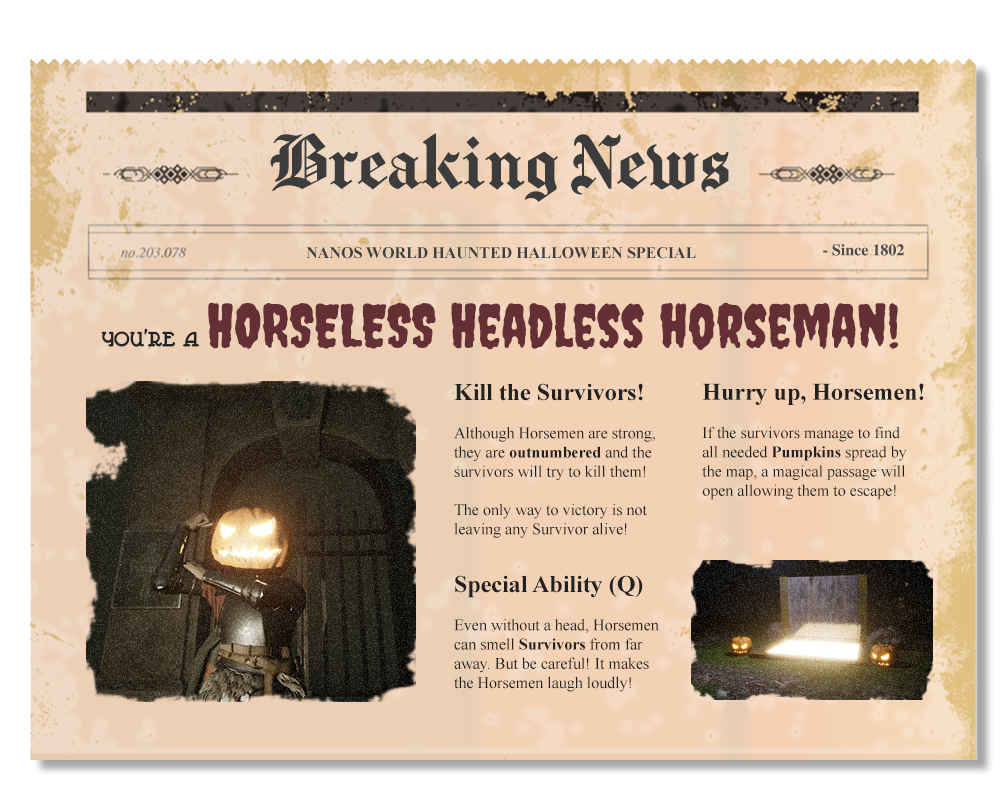 Breaking News
no.203.078
NANOS WORLD HAUNTED HALLOWEEN SPECIAL
- Since 1802
YOU'RE A HORSELESS HEADLESS HORSEMAN!
Kill the Survivors!
Although Horsemen are strong,
they are outnumbered and the
survivors will try to kill them!
The only way to victory is not
leaving any Survivor alive!
Special Ability (Q)
Even without a head, Horsemen
can smell Survivors from far
away. But be careful! It makes
the Horsemen laugh loudly!
Hurry up, Horsemen!
If the survivors manage to find
all needed Pumpkins spread by
the map, a magical passage will
open allowing them to escape!